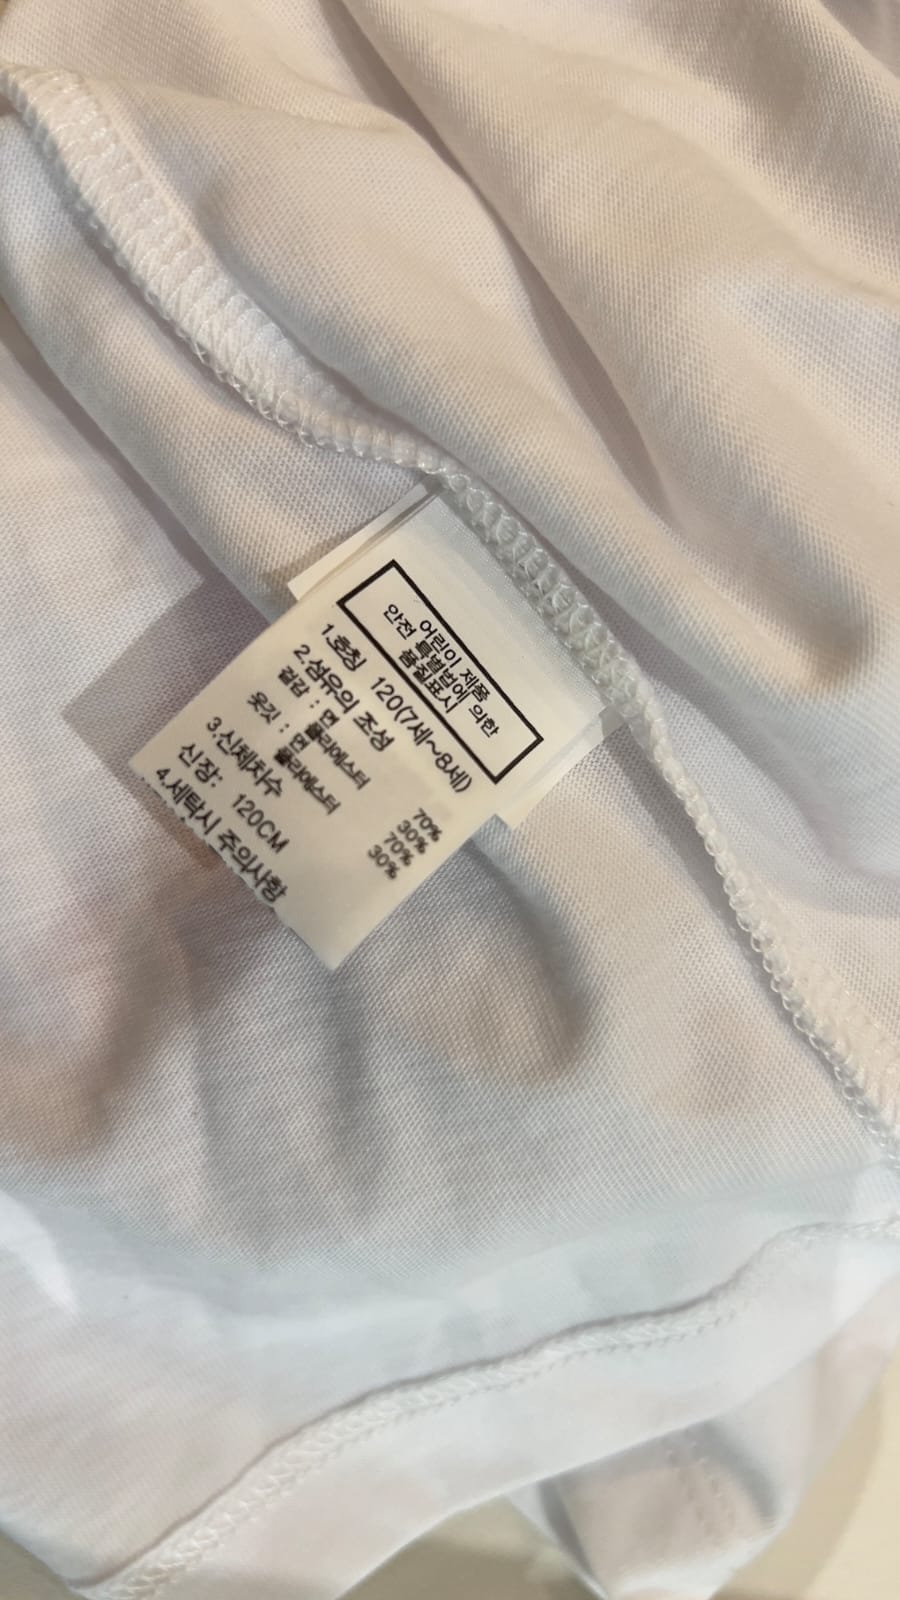 어린이 제품
안전 특별법에 의한
품질표시
1.호칭 120(7세~8세)
2.섬유의 조성
겉감 : 면 70%
폴리에스터 30%
옷깃 : 면 70%
폴리에스터 30%
3.신체치수
신장: 120CM
4.세탁시 주의사항